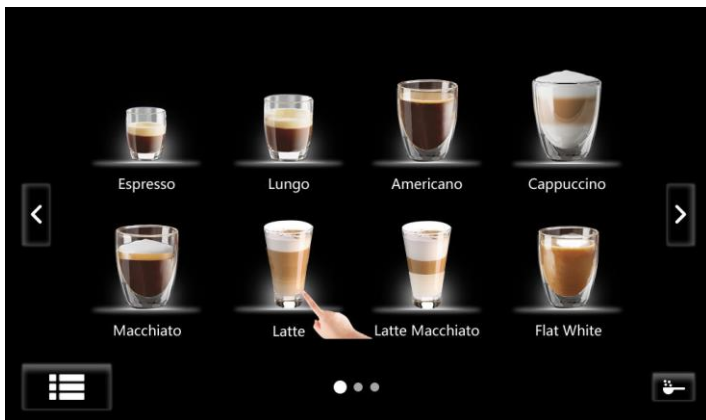 Espresso
Lungo
Americano
Cappuccino
Macchiato
Latte
Latte Macchiato
Flat White